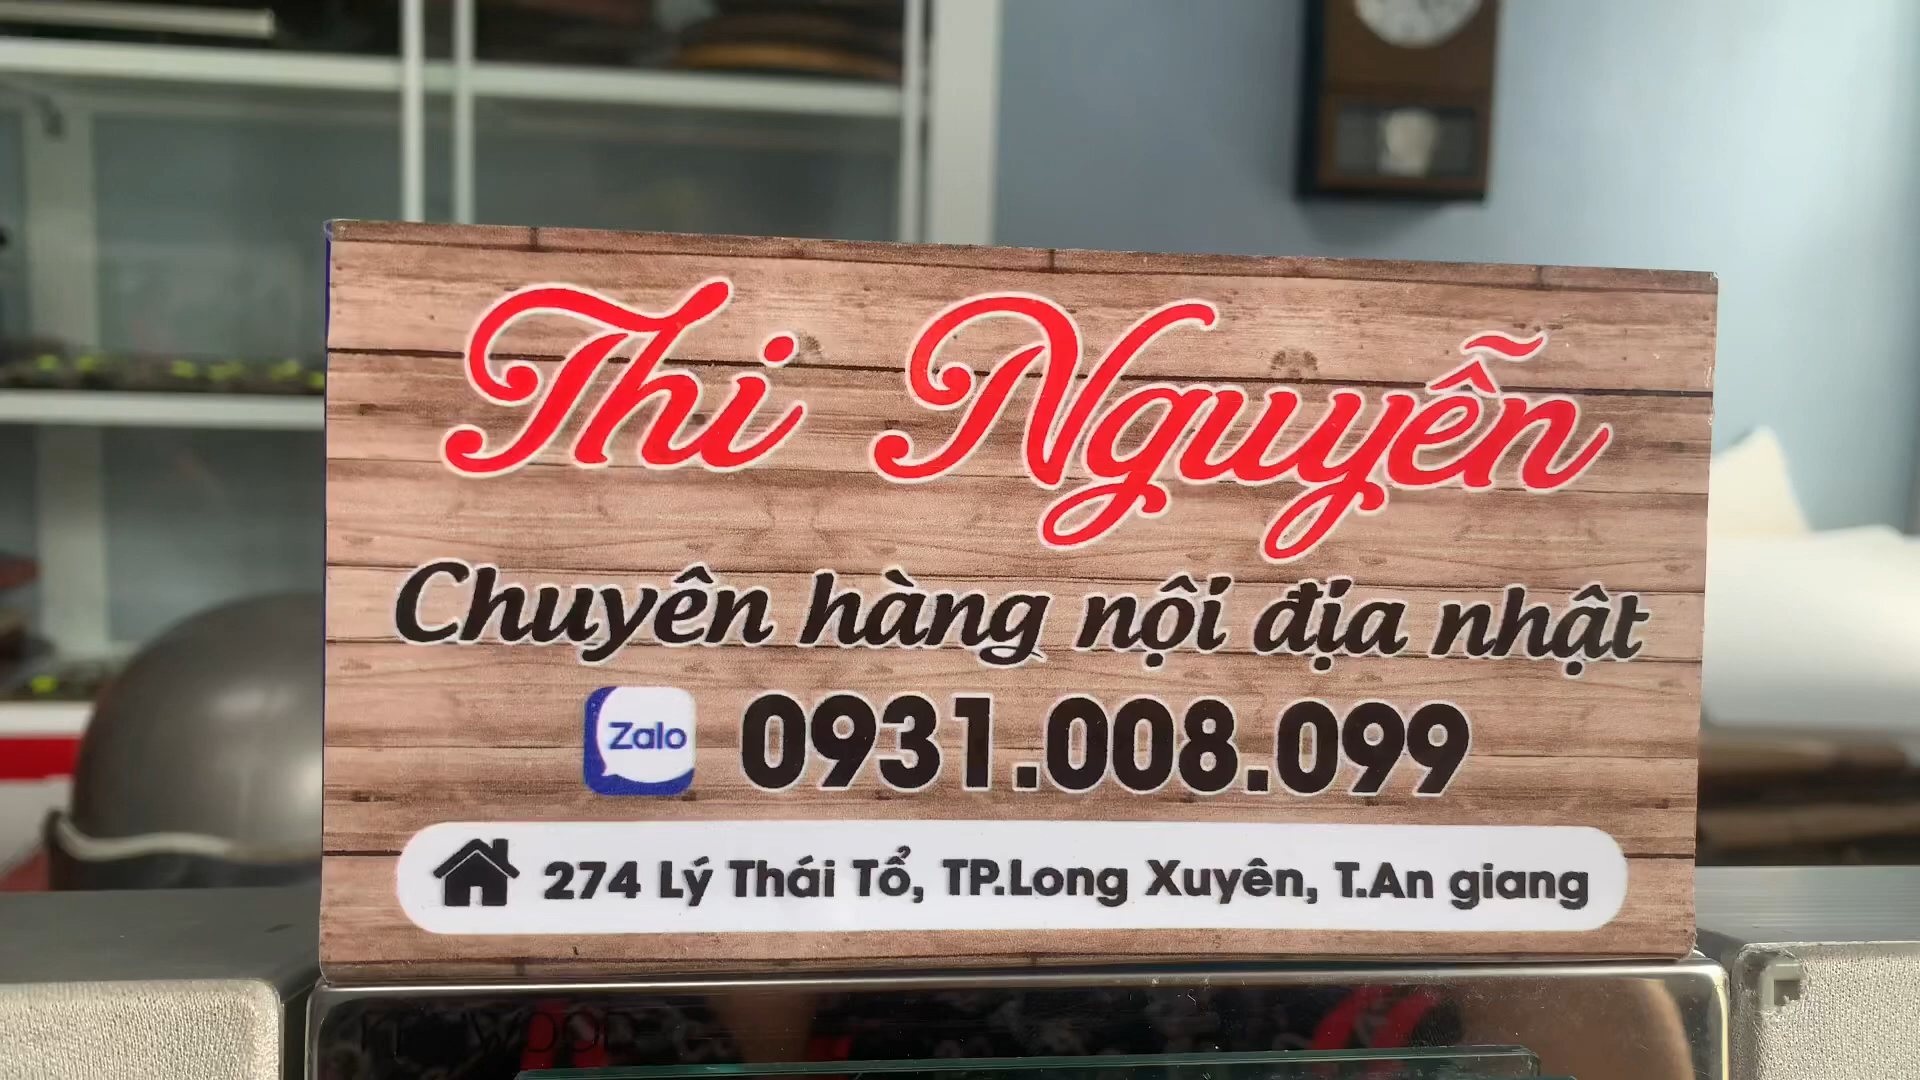 Thi Nguyễn
Chuyên hàng nội địa nhật
Zalo 0931.008.099
274 Lý Thái Tổ, TP.Long Xuyên, T.An giang